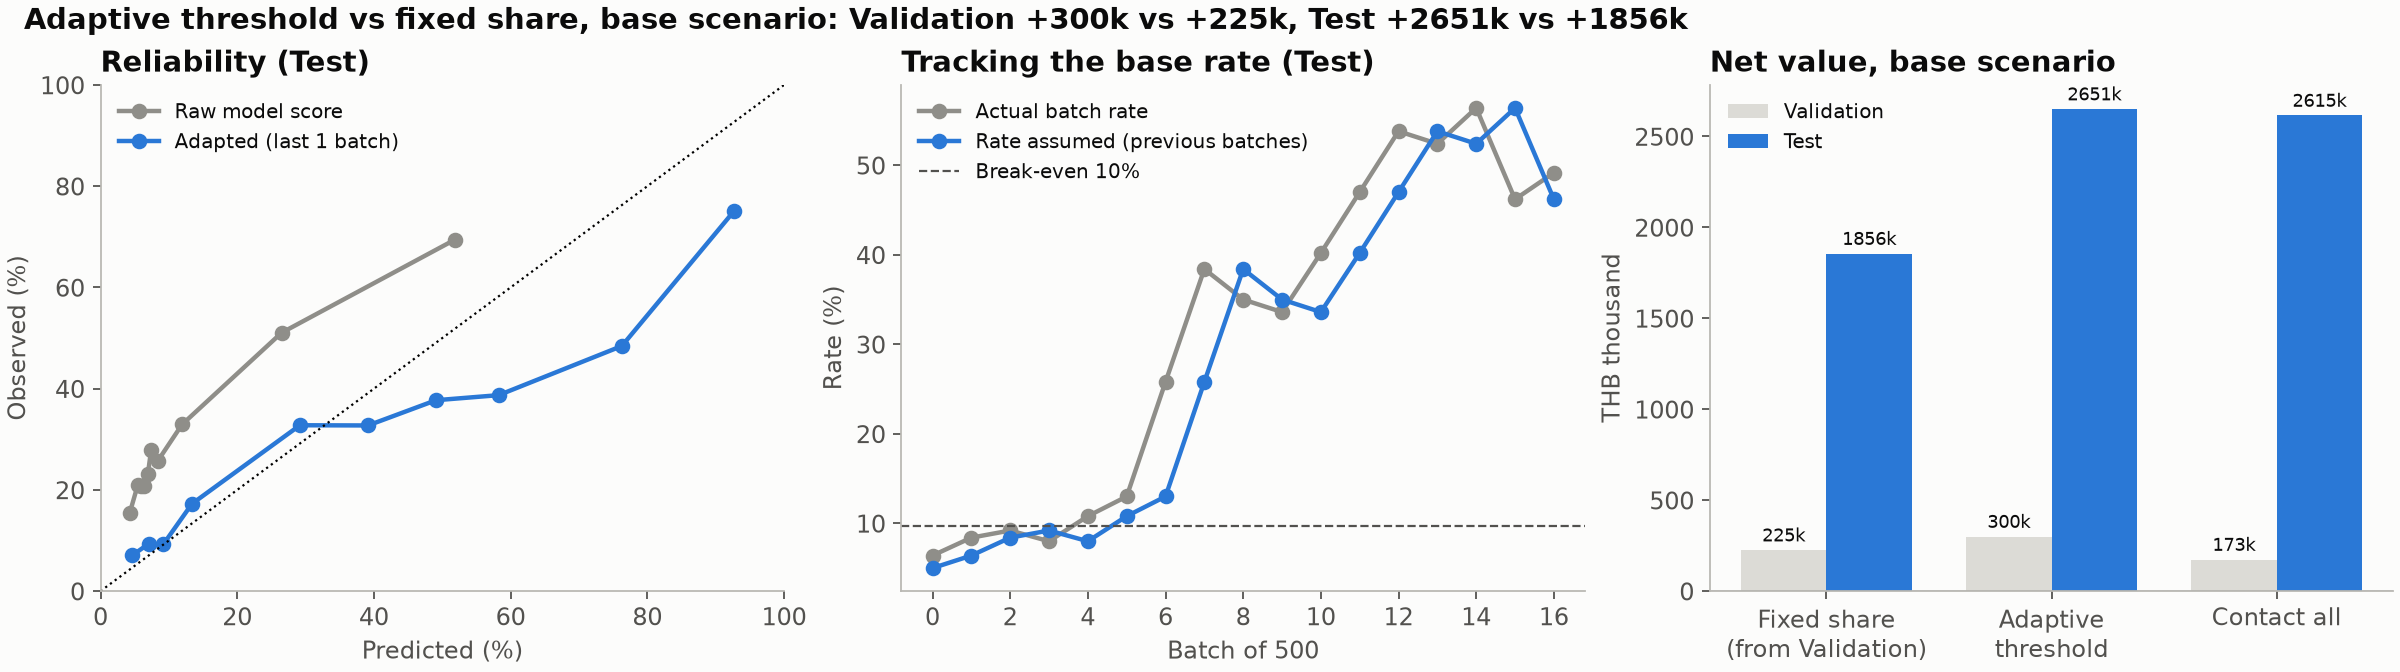 Adaptive threshold vs fixed share, base scenario: Validation +300k vs +225k, Test +2651k vs +1856k
Reliability (Test)
Raw model score
Adapted (last 1 batch)
Observed (%)
100
80
60
40
20
0
0 20 40 60 80 100
Predicted (%)
Tracking the base rate (Test)
Actual batch rate
Rate assumed (previous batches)
Break-even 10%
Rate (%)
50
40
30
20
10
0 2 4 6 8 10 12 14 16
Batch of 500
Net value, base scenario
Validation
Test
THB thousand
2500
2000
1500
1000
500
0
225k
1856k
300k
2651k
173k
2615k
Fixed share
(from Validation)
Adaptive
threshold
Contact all